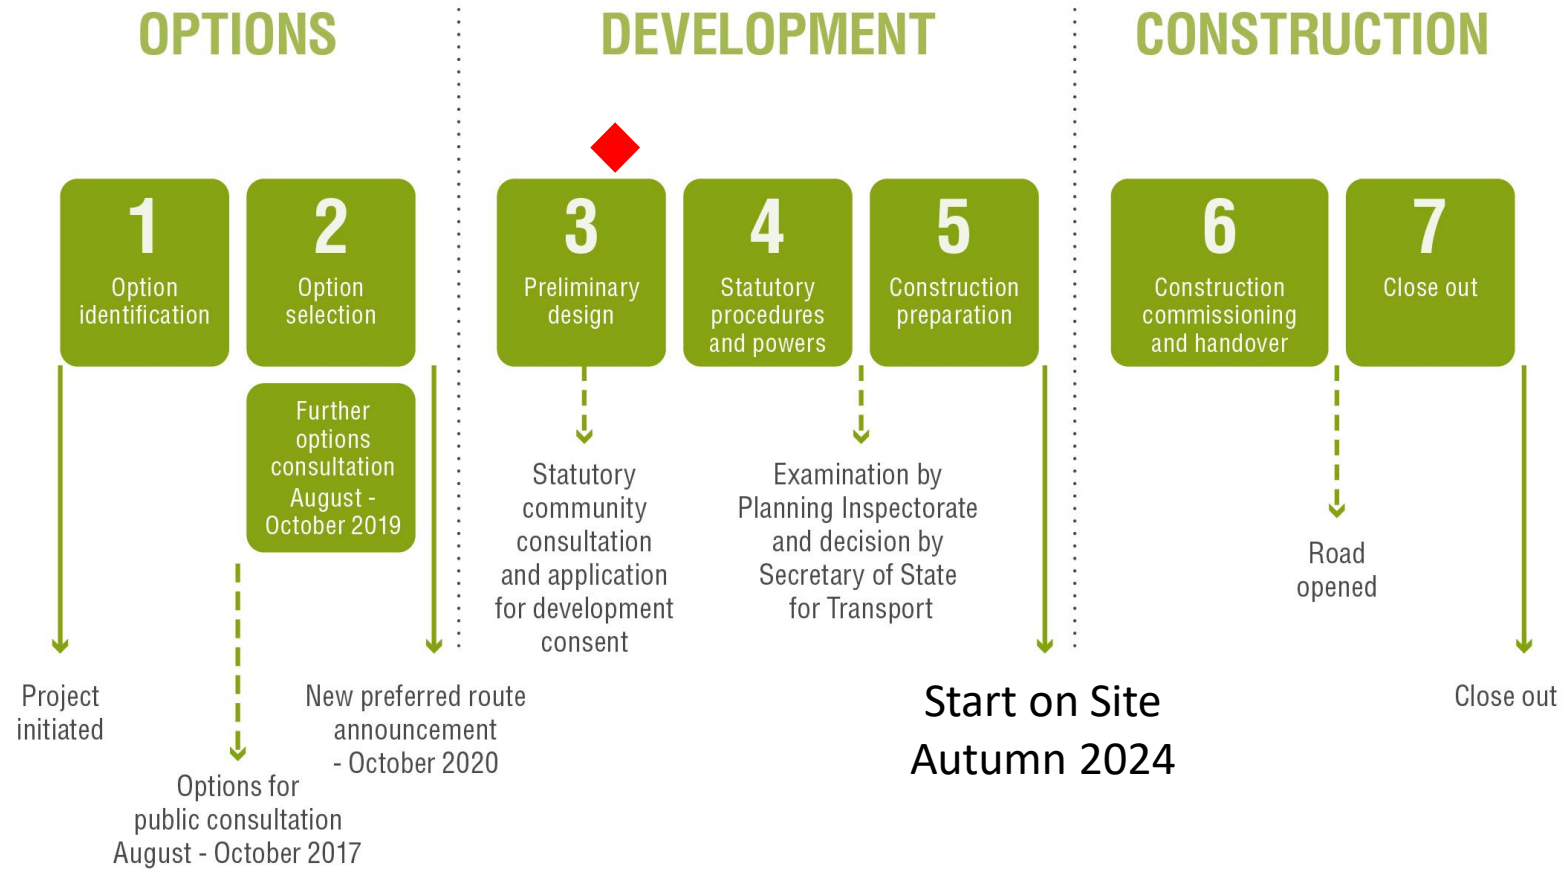 OPTIONS
DEVELOPMENT
CONSTRUCTION
1
Option
identification
2
Option
selection
3
Preliminary
design
4
Statutory
procedures
and powers
5
Construction
preparation
6
Construction
commissioning
and handover
7
Close out
Further
options
consultation
August -
October 2019
Statutory
community
consultation
and application
for development
consent
Examination by
Planning Inspectorate
and decision by
Secretary of State
for Transport
Road
opened
Project
initiated
Options for
public consultation
August - October 2017
New preferred route
announcement
- October 2020
Start on Site
Autumn 2024
Close out